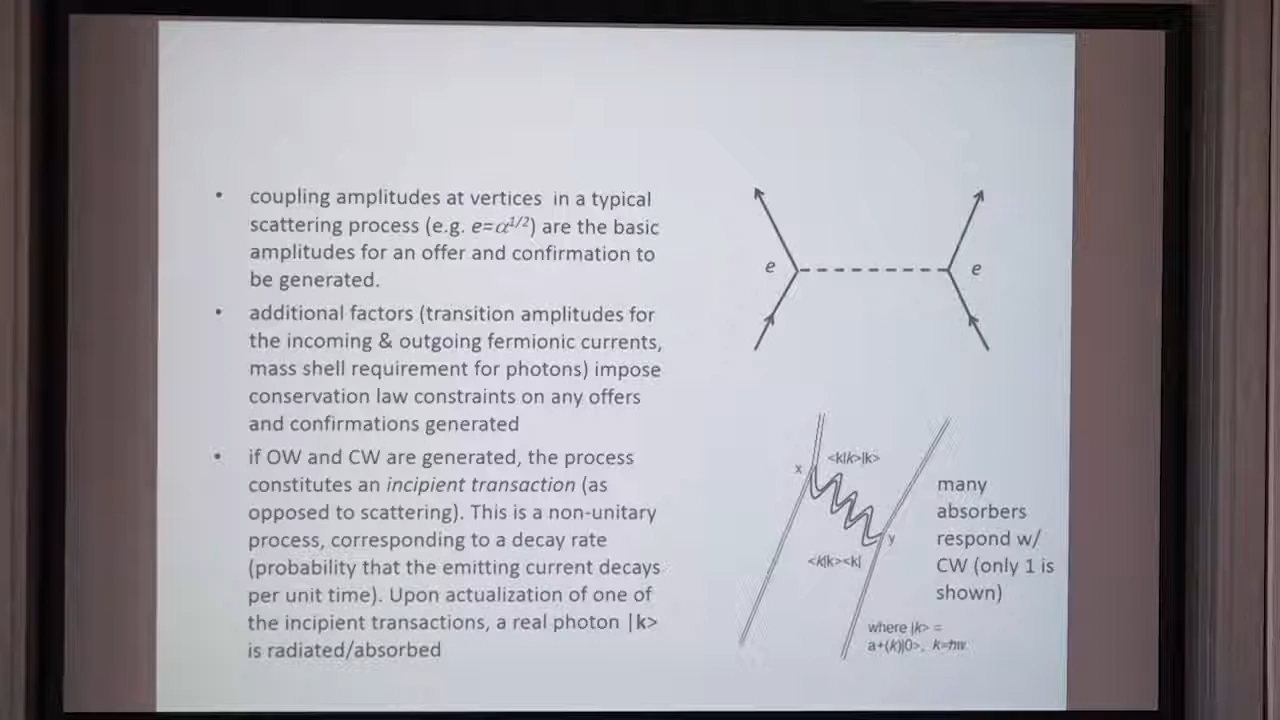 • coupling amplitudes at vertices in a typical
scattering process (e.g. e=α^1/2) are the basic
amplitudes for an offer and confirmation to
be generated.
• additional factors (transition amplitudes for
the incoming & outgoing fermionic currents,
mass shell requirement for photons) impose
conservation law constraints on any offers
and confirmations generated
• if OW and CW are generated, the process
constitutes an incipient transaction (as
opposed to scattering). This is a non-unitary
process, corresponding to a decay rate
(probability that the emitting current decays
per unit time). Upon actualization of one of
the incipient transactions, a real photon |k>
is radiated/absorbed
e
e
x
<k|k>|k>
y
<k|k><k|
many
absorbers
respond w/
CW (only 1 is
shown)
where |k> =
a+(k)|0>, k=ħw